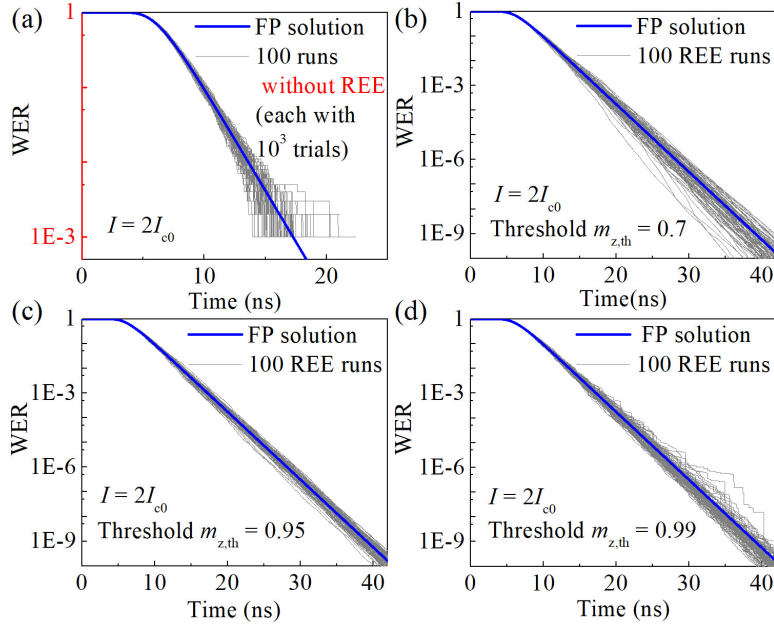 (a)
1
FP solution
100 runs
without REE
(each with
10³ trials)
WER
I = 2Ic0
1E-3
0 10 20
Time (ns)
(b)
1
FP solution
100 REE runs
1E-3
WER
1E-6
I = 2Ic0
1E-9
Threshold mz,th = 0.7
0 10 20 30 40
Time(ns)
(c)
1
FP solution
100 REE runs
1E-3
WER
1E-6
I = 2Ic0
Threshold mz,th = 0.95
1E-9
0 10 20 30 40
Time (ns)
(d)
1
FP solution
100 REE runs
1E-3
WER
1E-6
I = 2Ic0
Threshold mz,th = 0.99
1E-9
0 10 20 30 40
Time (ns)